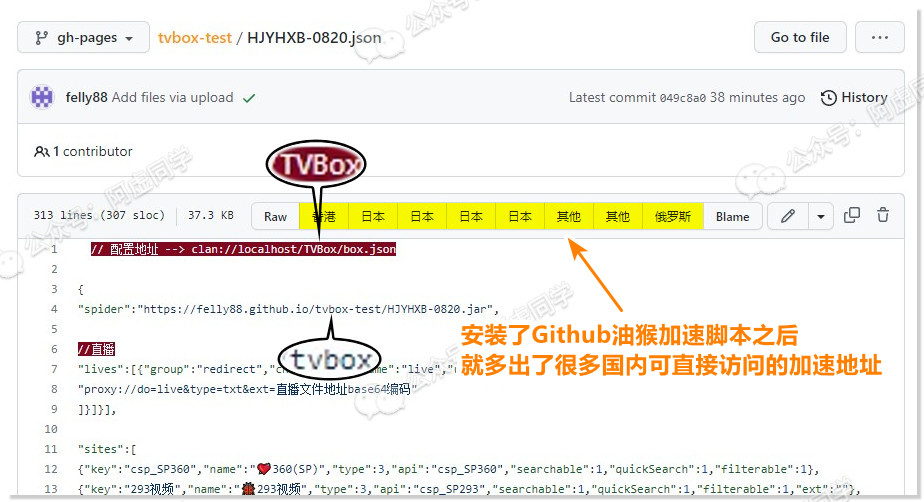 gh-pages tvbox-test / HJYHXB-0820.json Go to file ...
felly88 Add files via upload Latest commit 049c8a0 38 minutes ago History
1 contributor
TVBox
313 lines (307 sloc) 37.3 KB Raw 香港 日本 日本 日本 日本 其他 其他 俄罗斯 Blame
1 // 配置地址 --> clan://localhost/TVBox/box.json
2
3 {
4 "spider":"https://felly88.github.io/tvbox-test/HJYHXB-0820.jar",
5
安装了Github油猴加速脚本之后
就多出了很多国内可直接访问的加速地址
6 //直播
tvbox
7 "lives":[{"group":"redirect","name":"live",
8 "proxy://do=live&type=txt&ext=直播文件地址base64编码"
9 ]}]}],
10
11 "sites":[
12 {"key":"csp_SP360","name":"❤️360(SP)","type":3,"api":"csp_SP360","searchable":1,"quickSearch":1,"filterable":1},
13 {"key":"293视频","name":"🐞293视频","type":3,"api":"csp_SP293","searchable":1,"quickSearch":1,"filterable":1,"ext":""},
公众号：阿虚同学